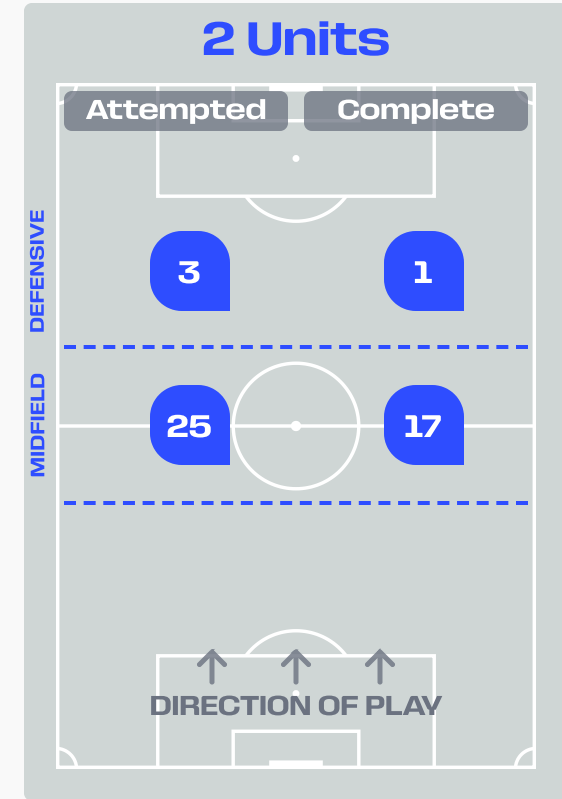 2 Units
Attempted Complete
DEFENSIVE
3 1
MIDFIELD
25 17
DIRECTION OF PLAY